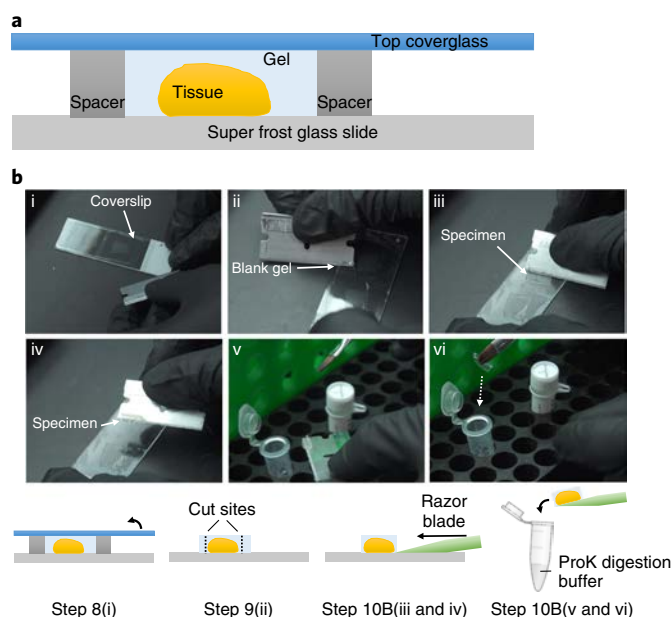 a
Top coverglass
Gel
Spacer
Tissue
Spacer
Super frost glass slide
b
i
Coverslip
ii
Blank gel
iii
Specimen
iv
Specimen
v
vi
Cut sites
Razor
blade
ProK digestion
buffer
Step 8(i)
Step 9(ii)
Step 10B(iii and iv)
Step 10B(v and vi)